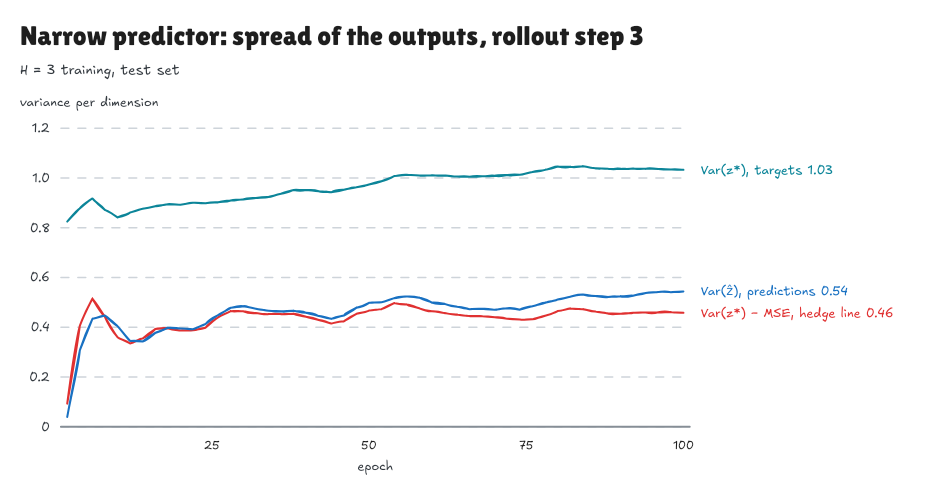 Narrow predictor: spread of the outputs, rollout step 3
H = 3 training, test set
variance per dimension
1.2
1.0
0.8
0.6
0.4
0.2
0
Var(z*), targets 1.03
Var(ẑ), predictions 0.54
Var(z*) − MSE, hedge line 0.46
25 50 75 100
epoch